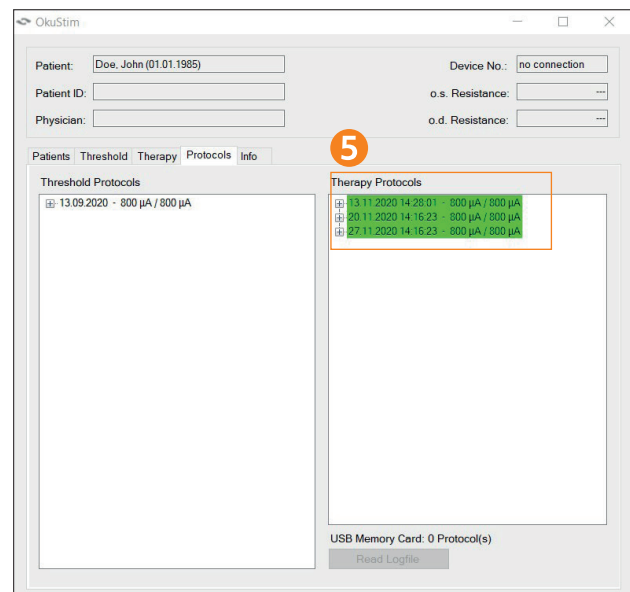 OkuStim
Patient: Doe, John (01.01.1985)
Device No.: no connection
Patient ID:
o.s. Resistance: ---
Physician:
o.d. Resistance: ---
Patients Threshold Therapy Protocols Info
5
Threshold Protocols
13.09.2020 - 800 µA / 800 µA
Therapy Protocols
13.11.2020 14:28:01 - 800 µA / 800 µA
20.11.2020 14:16:23 - 800 µA / 800 µA
27.11.2020 14:16:23 - 800 µA / 800 µA
USB Memory Card: 0 Protocol(s)
Read Logfile